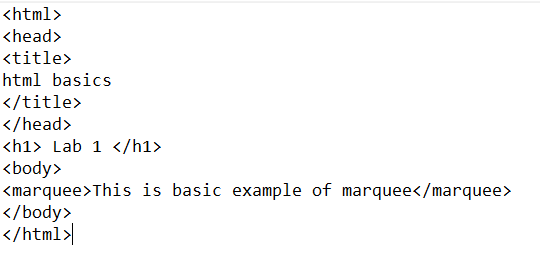 <html>
<head>
<title>
html basics
</title>
</head>
<h1> Lab 1 </h1>
<body>
<marquee>This is basic example of marquee</marquee>
</body>
</html>